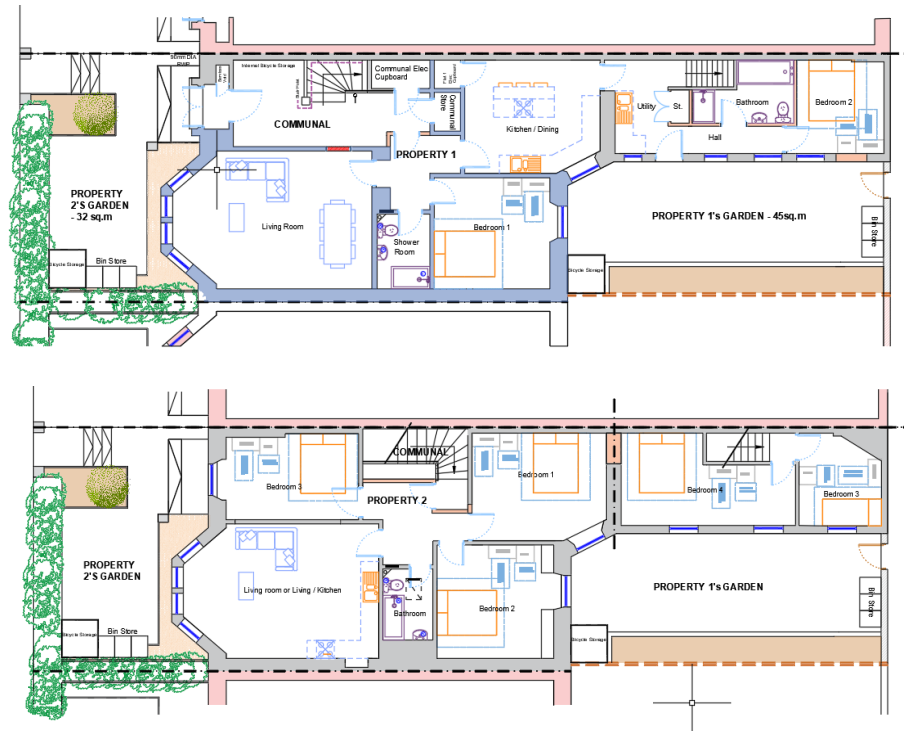 Internal Bicycle Storage
Communal Elec
Cupboard
COMMUNAL
Communal
Store
Kitchen / Dining
Utility
St.
Bathroom
Bedroom 2
Hall
PROPERTY 1
PROPERTY
2'S GARDEN
- 32 sq.m
Living Room
Shower
Room
Bedroom 1
PROPERTY 1's GARDEN - 45sq.m
Bin Store
Bicycle Storage
Bin Store
Bicycle Storage
COMMUNAL
Bedroom 3
PROPERTY 2
Bedroom 1
Bedroom 4
Bedroom 3
PROPERTY
2'S GARDEN
Living room or Living / Kitchen
Bathroom
Bedroom 2
PROPERTY 1's GARDEN
Bin Store
Bicycle Storage
Bin Store
Bicycle Storage